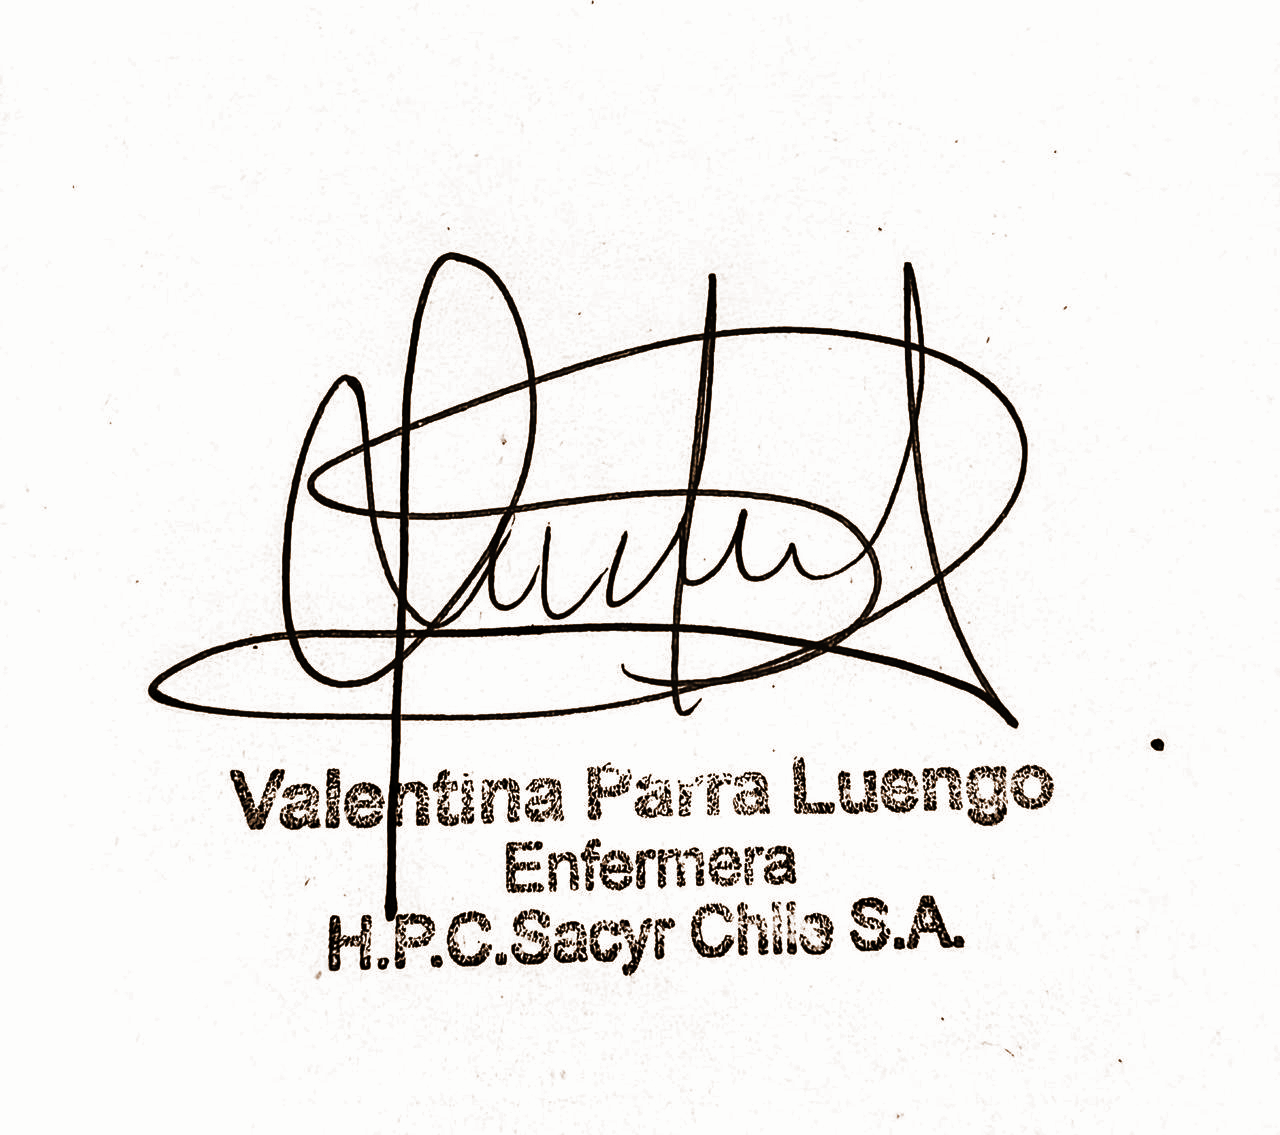 Valentina Parra Luengo
Enfermera
H.P.C.Sacyr Chile S.A.